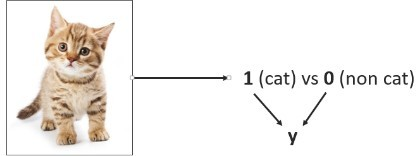 1 (cat) vs 0 (non cat)
y